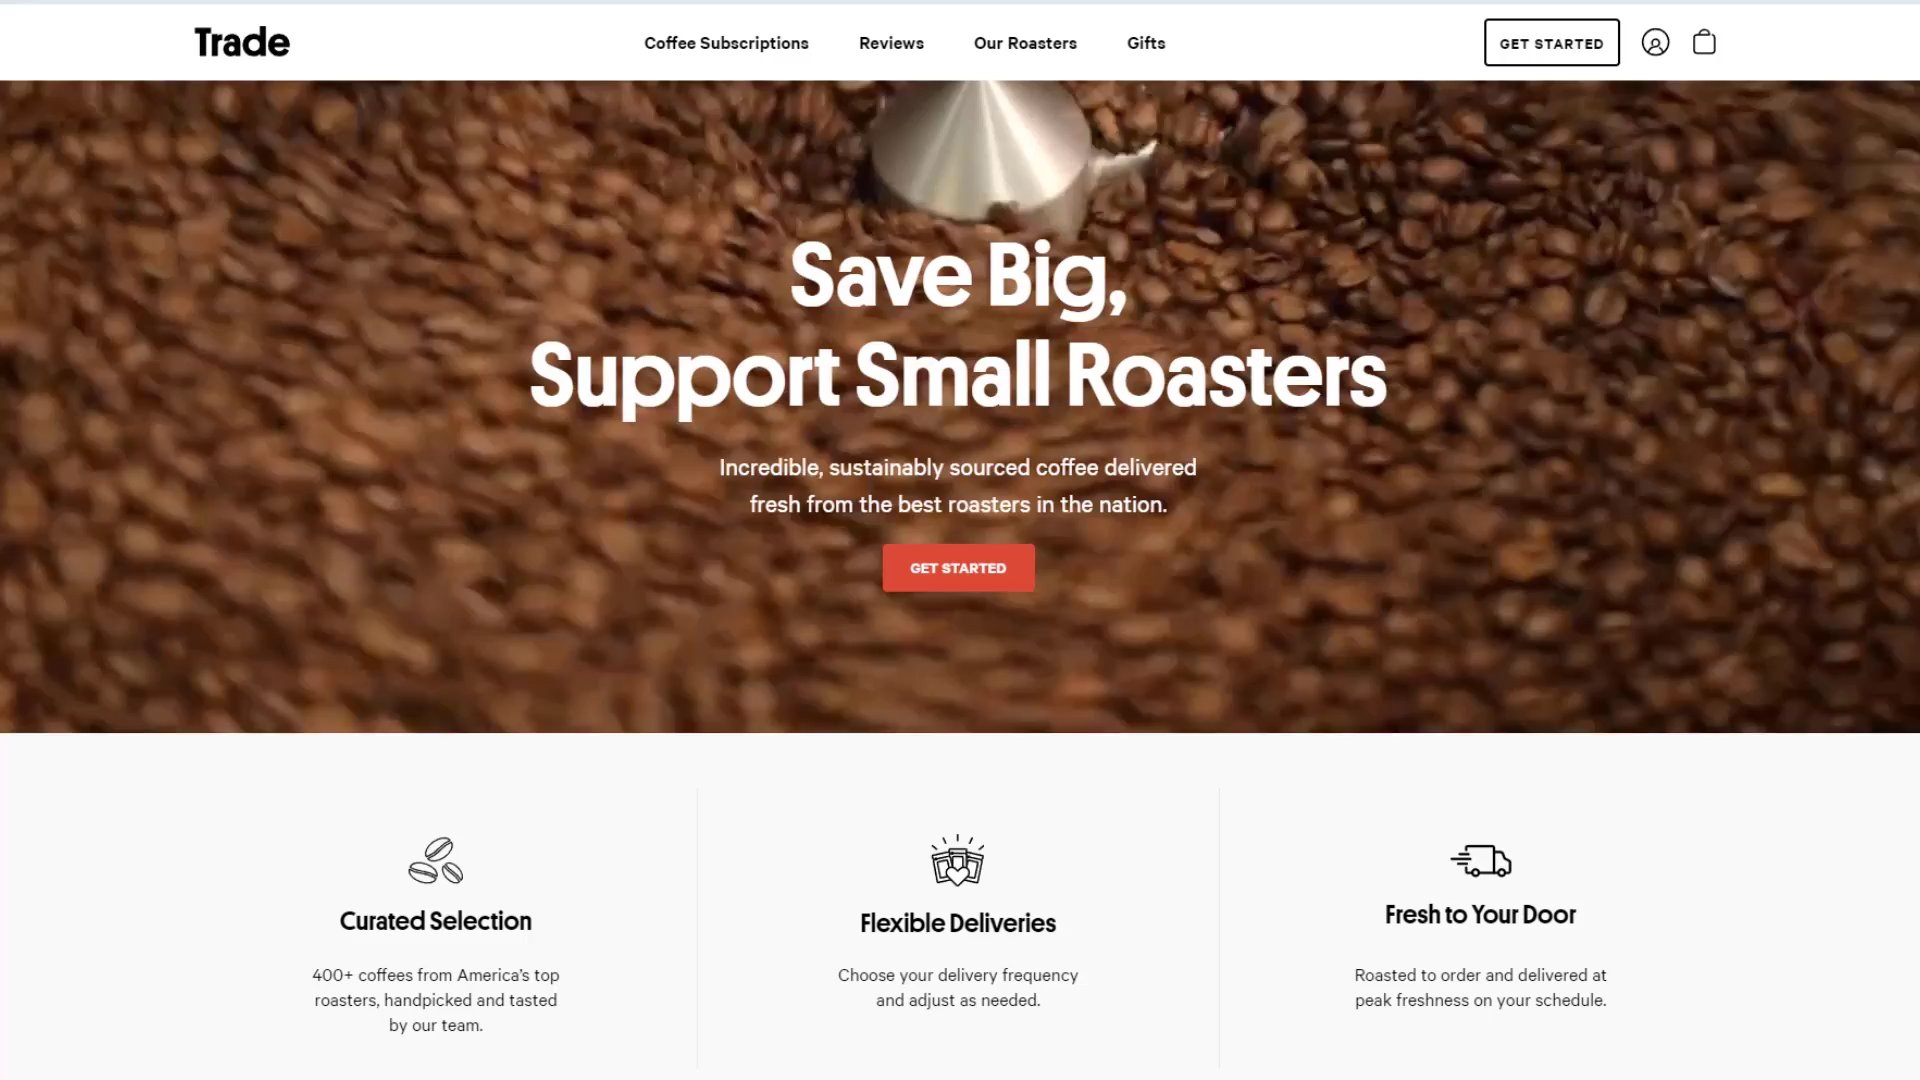 Trade
Coffee Subscriptions
Reviews
Our Roasters
Gifts
GET STARTED
Save Big,
Support Small Roasters
Incredible, sustainably sourced coffee delivered
fresh from the best roasters in the nation.
GET STARTED
Curated Selection
400+ coffees from America’s top
roasters, handpicked and tasted
by our team.
Flexible Deliveries
Choose your delivery frequency
and adjust as needed.
Fresh to Your Door
Roasted to order and delivered at
peak freshness on your schedule.